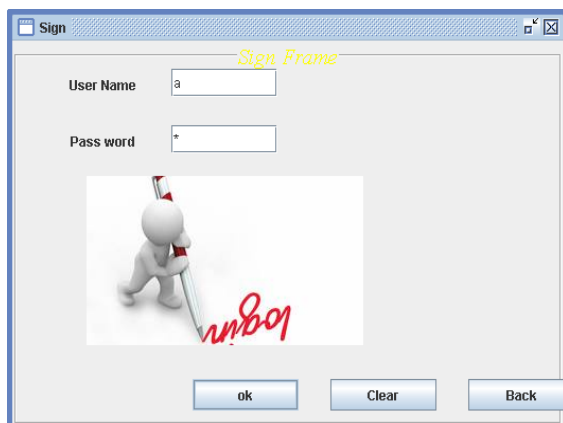 Sign
Sign Frame
User Name a
Pass word *
login
ok Clear Back